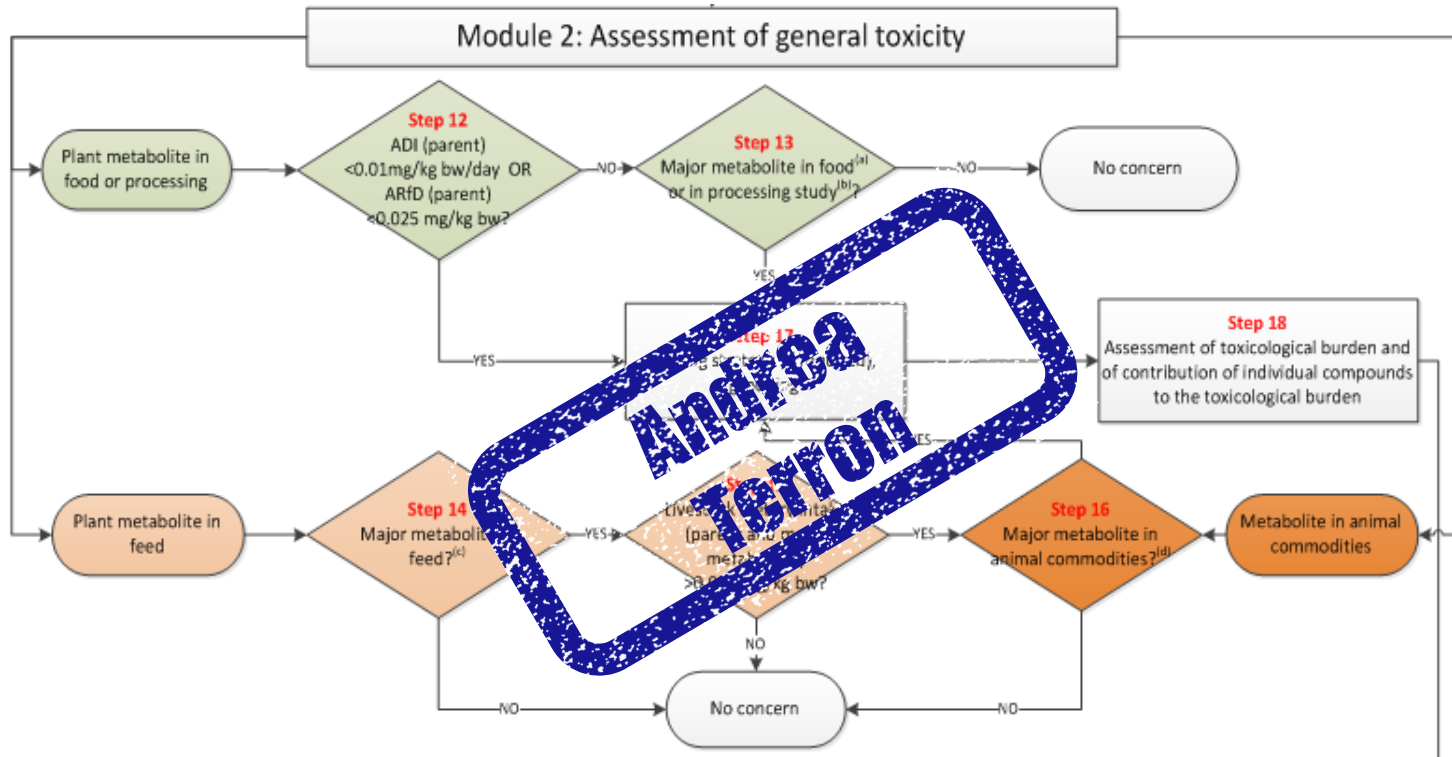 Module 2: Assessment of general toxicity
Plant metabolite in
food or processing
Step 12
ADI (parent)
<0.01mg/kg bw/day OR
ARfD (parent)
<0.025 mg/kg bw?
NO
Step 13
Major metabolite in food(a)
or in processing study(b)?
NO
No concern
YES
YES
Step 17
Step 18
Assessment of toxicological burden and
of contribution of individual compounds
to the toxicological burden
Andrea
Terron
YES
Plant metabolite in
feed
Step 14
Major
feed?(c)
YES
kg bw?
YES
Step 16
Major metabolite in
animal commodities?(d)
Metabolite in animal
commodities
NO
NO
No concern
NO